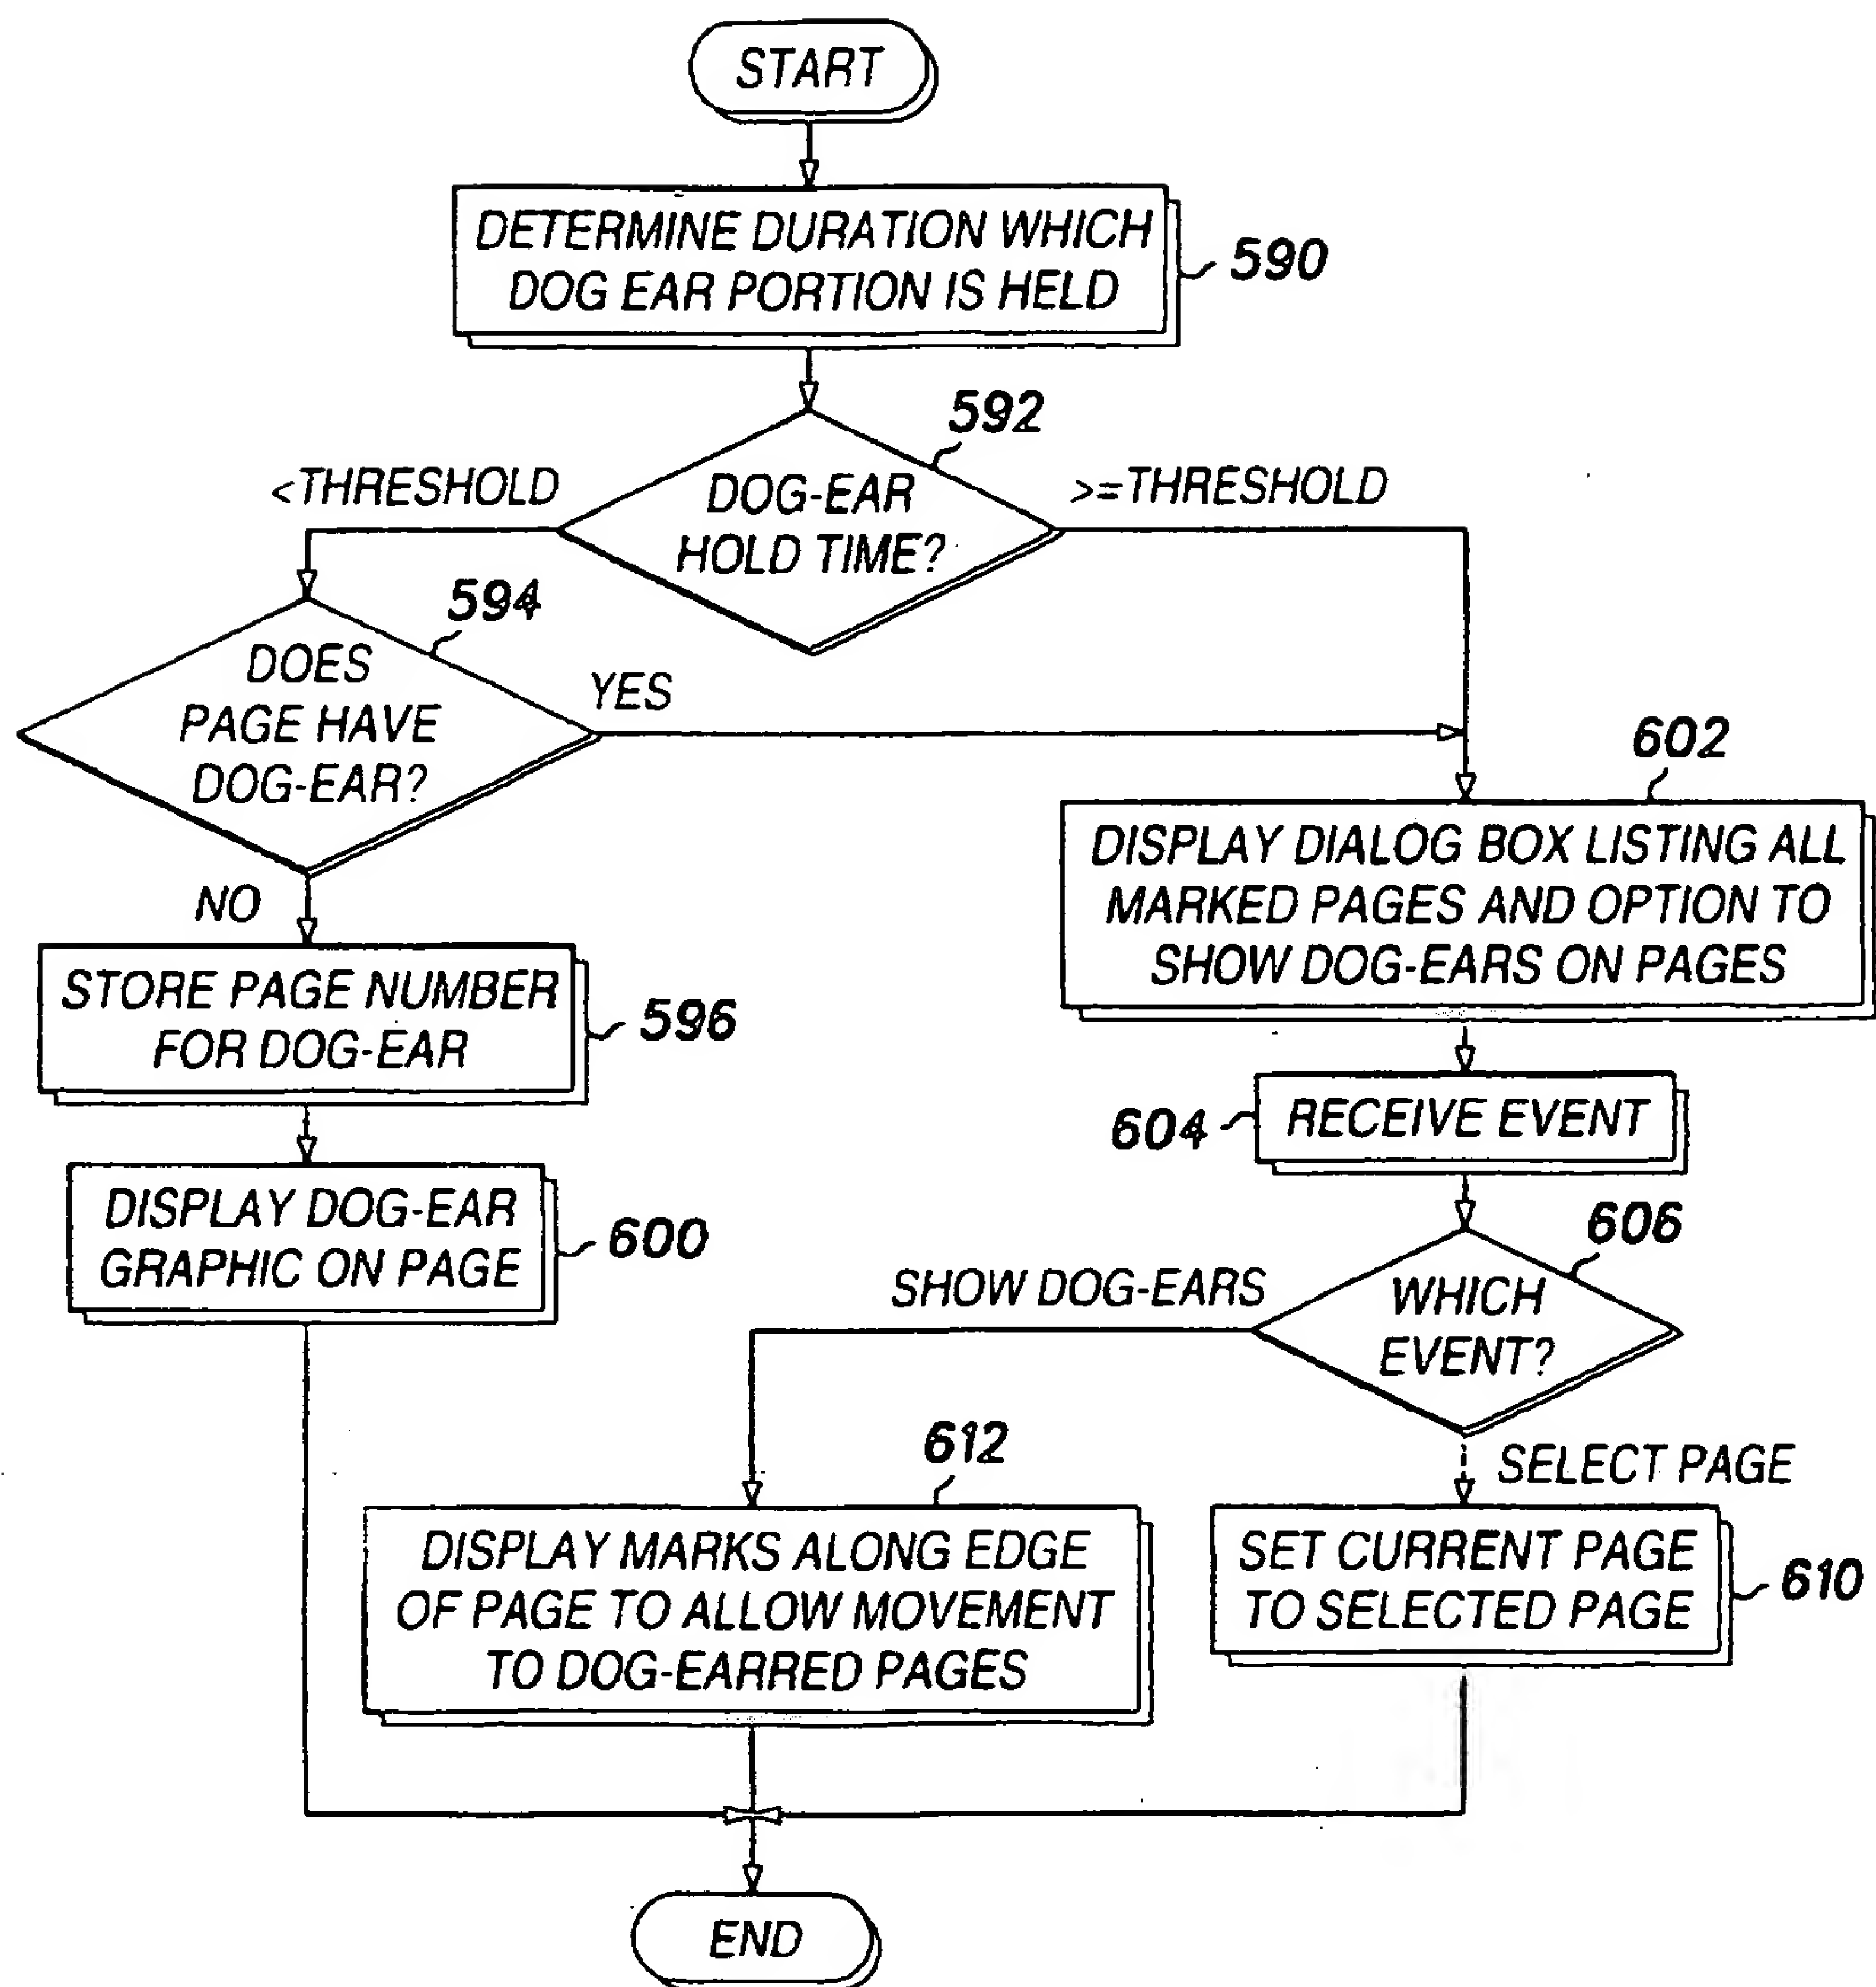 START
DETERMINE DURATION WHICH
DOG EAR PORTION IS HELD
590
592
<THRESHOLD
DOG-EAR
HOLD TIME?
>=THRESHOLD
594
DOES
PAGE HAVE
DOG-EAR?
YES
NO
602
DISPLAY DIALOG BOX LISTING ALL
MARKED PAGES AND OPTION TO
SHOW DOG-EARS ON PAGES
STORE PAGE NUMBER
FOR DOG-EAR
596
604
RECEIVE EVENT
DISPLAY DOG-EAR
GRAPHIC ON PAGE
600
606
SHOW DOG-EARS
WHICH
EVENT?
SELECT PAGE
612
DISPLAY MARKS ALONG EDGE
OF PAGE TO ALLOW MOVEMENT
TO DOG-EARRED PAGES
SET CURRENT PAGE
TO SELECTED PAGE
610
END